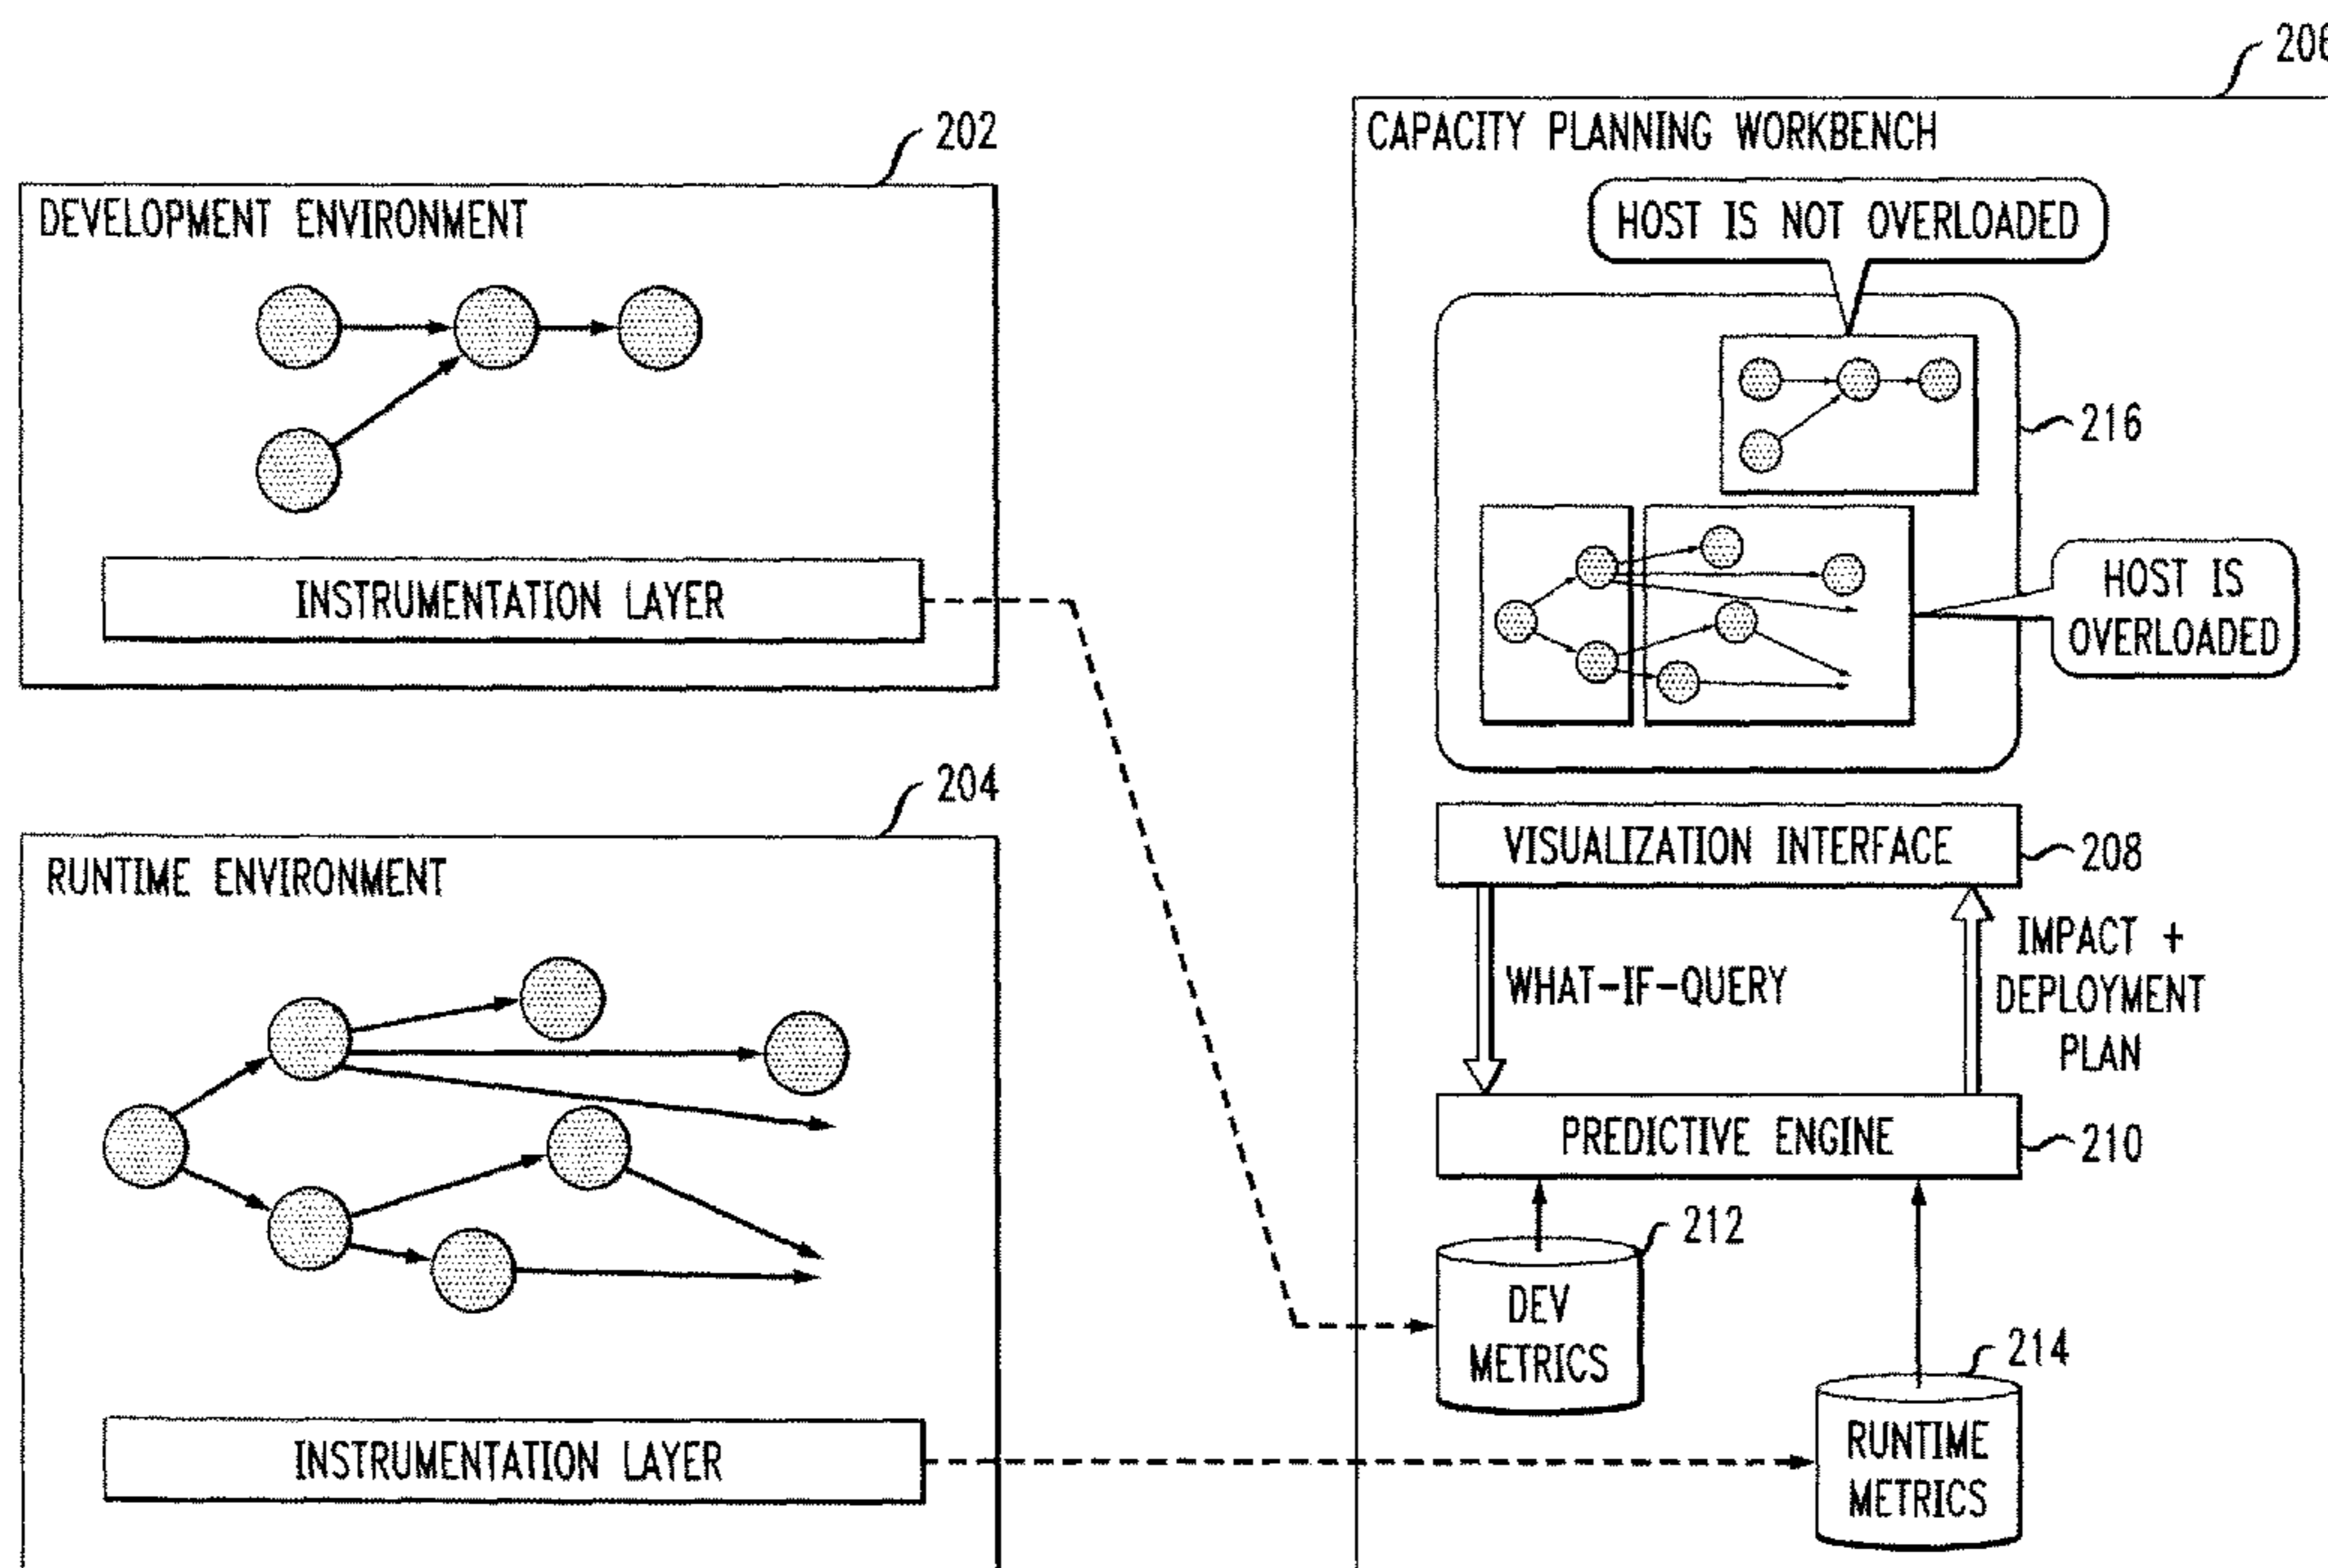 206
202
CAPACITY PLANNING WORKBENCH
DEVELOPMENT ENVIRONMENT
HOST IS NOT OVERLOADED
216
INSTRUMENTATION LAYER
HOST IS
OVERLOADED
204
RUNTIME ENVIRONMENT
VISUALIZATION INTERFACE
208
WHAT-IF-QUERY
IMPACT +
DEPLOYMENT
PLAN
PREDICTIVE ENGINE
210
212
DEV
METRICS
214
INSTRUMENTATION LAYER
RUNTIME
METRICS